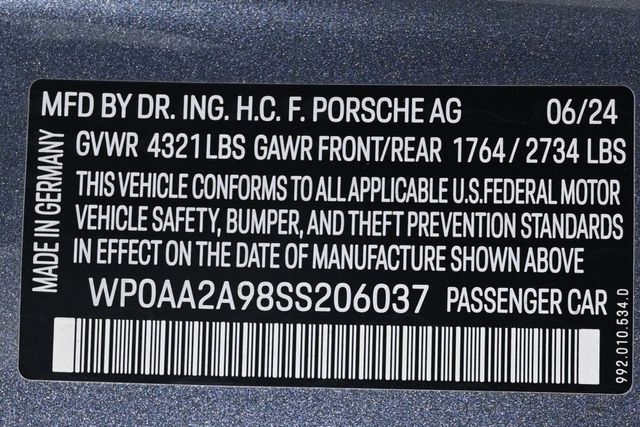 MFD BY DR. ING. H.C. F. PORSCHE AG 06/24
GVWR 4321 LBS GAWR FRONT/REAR 1764 / 2734 LBS
THIS VEHICLE CONFORMS TO ALL APPLICABLE U.S.FEDERAL MOTOR
VEHICLE SAFETY, BUMPER, AND THEFT PREVENTION STANDARDS
IN EFFECT ON THE DATE OF MANUFACTURE SHOWN ABOVE
WP0AA2A98SS206037 PASSENGER CAR
MADE IN GERMANY
992.010.534.D